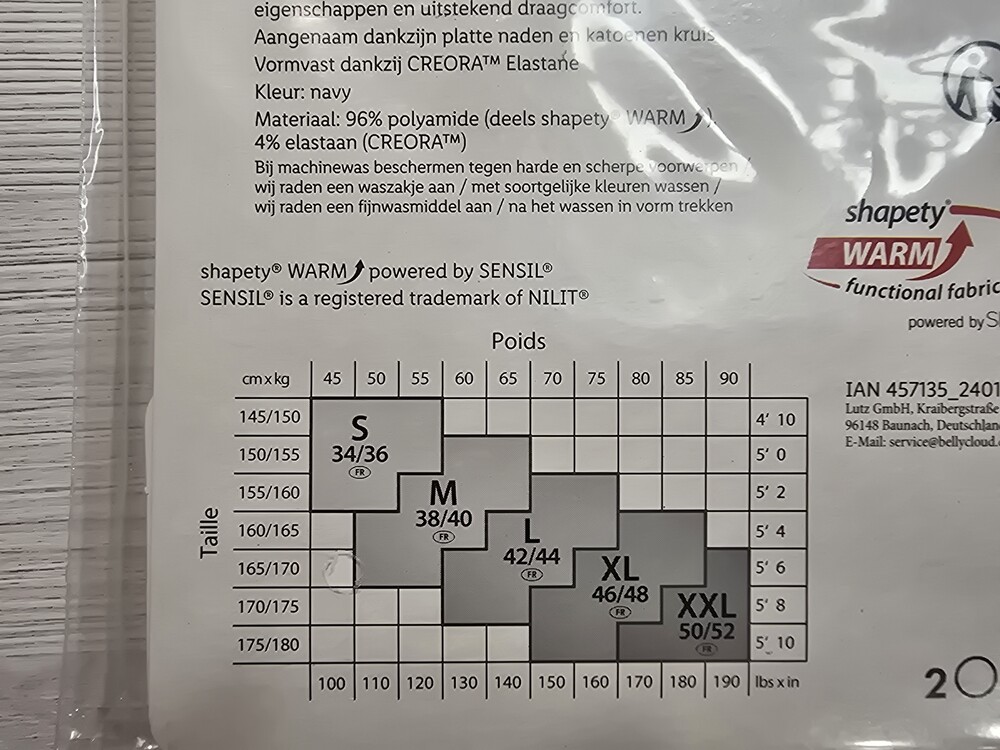 eigenschappen en uitstekend draagcomfort.
Aangenaam dankzijn platte naden en katoenen kruis
Vormvast dankzij CREORA™ Elastane
Kleur: navy
Materiaal: 96% polyamide (deels shapety® WARM).
4% elastaan (CREORA™)
Bij machinewas beschermen tegen harde en scherpe voorwerpen /
wij raden een waszakje aan / met soortgelijke kleuren wassen /
wij raden een fijnwasmiddel aan / na het wassen in vorm trekken
shapety® WARM powered by SENSIL®
SENSIL® is a registered trademark of NILIT®
shapety®
WARM
functional fabric
powered by
IAN 457135_2401
Lutz GmbH, Kraibergstraße
96148 Baunach, Deutschland
E-Mail: service@bellycloud.
Poids
cm x kg 45 50 55 60 65 70 75 80 85 90
Taille
145/150 4' 10
150/155 5' 0
155/160 5' 2
160/165 5' 4
165/170 5' 6
170/175 5' 8
175/180 5' 10
S
34/36
FR
M
38/40
FR
L
42/44
FR
XL
46/48
FR
XXL
50/52
FR
100 110 120 130 140 150 160 170 180 190 lbs x in
2